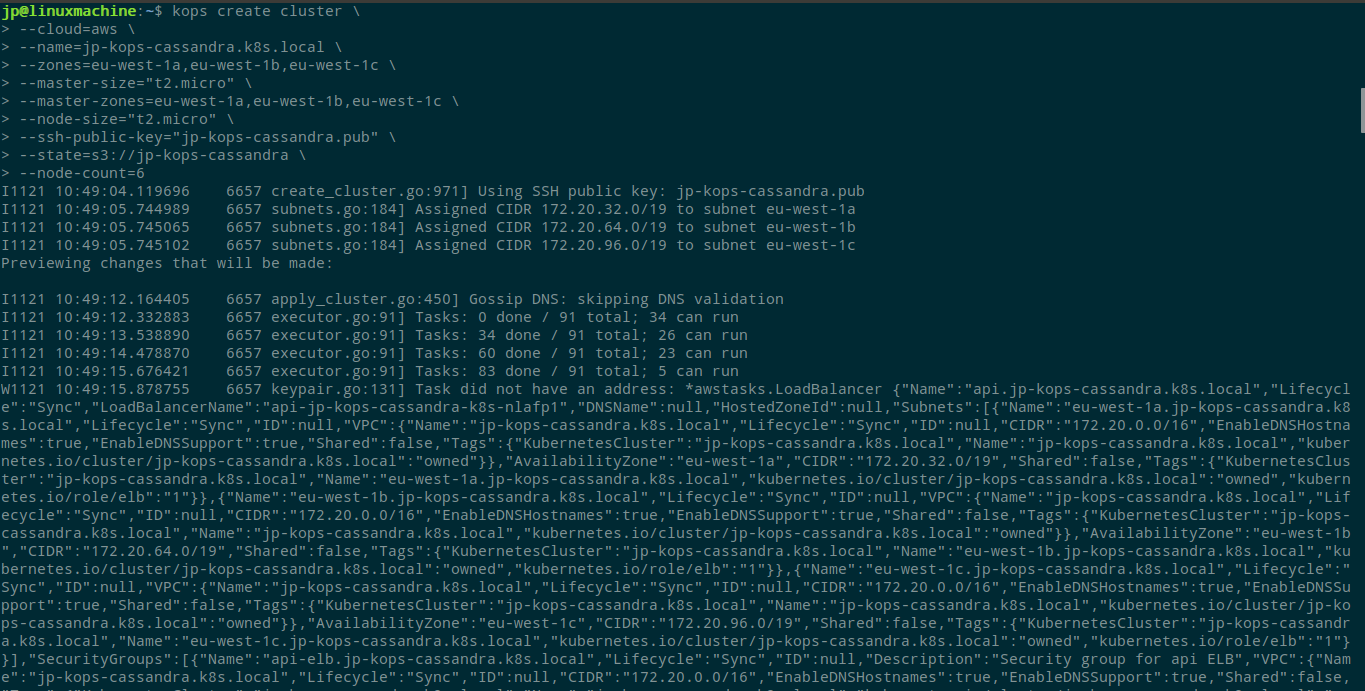 jp@linuxmachine:~$ kops create cluster \
> --cloud=aws \
> --name=jp-kops-cassandra.k8s.local \
> --zones=eu-west-1a,eu-west-1b,eu-west-1c \
> --master-size="t2.micro" \
> --master-zones=eu-west-1a,eu-west-1b,eu-west-1c \
> --node-size="t2.micro" \
> --ssh-public-key="jp-kops-cassandra.pub" \
> --state=s3://jp-kops-cassandra \
> --node-count=6
I1121 10:49:04.119696    6657 create_cluster.go:971] Using SSH public key: jp-kops-cassandra.pub
I1121 10:49:05.744989    6657 subnets.go:184] Assigned CIDR 172.20.32.0/19 to subnet eu-west-1a
I1121 10:49:05.745065    6657 subnets.go:184] Assigned CIDR 172.20.64.0/19 to subnet eu-west-1b
I1121 10:49:05.745102    6657 subnets.go:184] Assigned CIDR 172.20.96.0/19 to subnet eu-west-1c
Previewing changes that will be made:
I1121 10:49:12.164405    6657 apply_cluster.go:450] Gossip DNS: skipping DNS validation
I1121 10:49:12.332883    6657 executor.go:91] Tasks: 0 done / 91 total; 34 can run
I1121 10:49:13.538890    6657 executor.go:91] Tasks: 34 done / 91 total; 26 can run
I1121 10:49:14.478870    6657 executor.go:91] Tasks: 60 done / 91 total; 23 can run
I1121 10:49:15.676421    6657 executor.go:91] Tasks: 83 done / 91 total; 5 can run
W1121 10:49:15.878755    6657 keypair.go:131] Task did not have an address: *awstasks.LoadBalancer {"Name":"api.jp-kops-cassandra.k8s.local","Lifecycl
e":"Sync","LoadBalancerName":"api-jp-kops-cassandra-k8s-nlafp1","DNSName":null,"HostedZoneId":null,"Subnets":[{"Name":"eu-west-1a.jp-kops-cassandra.k8
s.local","Lifecycle":"Sync","ID":null,"VPC":{"Name":"jp-kops-cassandra.k8s.local","Lifecycle":"Sync","ID":null,"CIDR":"172.20.0.0/16","EnableDNSHostna
mes":true,"EnableDNSSupport":true,"Shared":false,"Tags":{"KubernetesCluster":"jp-kops-cassandra.k8s.local","Name":"jp-kops-cassandra.k8s.local","kuber
netes.io/cluster/jp-kops-cassandra.k8s.local":"owned"}},"AvailabilityZone":"eu-west-1a","CIDR":"172.20.32.0/19","Shared":false,"Tags":{"KubernetesClus
ter":"jp-kops-cassandra.k8s.local","Name":"eu-west-1a.jp-kops-cassandra.k8s.local","kubernetes.io/cluster/jp-kops-cassandra.k8s.local":"owned","kubern
etes.io/role/elb":"1"}},{"Name":"eu-west-1b.jp-kops-cassandra.k8s.local","Lifecycle":"Sync","ID":null,"VPC":{"Name":"jp-kops-cassandra.k8s.local","Lif
ecycle":"Sync","ID":null,"CIDR":"172.20.0.0/16","EnableDNSHostnames":true,"EnableDNSSupport":true,"Shared":false,"Tags":{"KubernetesCluster":"jp-kops-
cassandra.k8s.local","Name":"jp-kops-cassandra.k8s.local","kubernetes.io/cluster/jp-kops-cassandra.k8s.local":"owned"}},"AvailabilityZone":"eu-west-1b
","CIDR":"172.20.64.0/19","Shared":false,"Tags":{"KubernetesCluster":"jp-kops-cassandra.k8s.local","Name":"eu-west-1b.jp-kops-cassandra.k8s.local","ku
bernetes.io/cluster/jp-kops-cassandra.k8s.local":"owned","kubernetes.io/role/elb":"1"}},{"Name":"eu-west-1c.jp-kops-cassandra.k8s.local","Lifecycle":"
Sync","ID":null,"VPC":{"Name":"jp-kops-cassandra.k8s.local","Lifecycle":"Sync","ID":null,"CIDR":"172.20.0.0/16","EnableDNSHostnames":true,"EnableDNSSu
pport":true,"Shared":false,"Tags":{"KubernetesCluster":"jp-kops-cassandra.k8s.local","Name":"jp-kops-cassandra.k8s.local","kubernetes.io/cluster/jp-ko
ps-cassandra.k8s.local":"owned"}},"AvailabilityZone":"eu-west-1c","CIDR":"172.20.96.0/19","Shared":false,"Tags":{"KubernetesCluster":"jp-kops-cassandr
a.k8s.local","Name":"eu-west-1c.jp-kops-cassandra.k8s.local","kubernetes.io/cluster/jp-kops-cassandra.k8s.local":"owned","kubernetes.io/role/elb":"1"}
}],"SecurityGroups":[{"Name":"api-elb.jp-kops-cassandra.k8s.local","Lifecycle":"Sync","ID":null,"Description":"Security group for api ELB","VPC":{"Nam
e":"jp-kops-cassandra.k8s.local","Lifecycle":"Sync","ID":null,"CIDR":"172.20.0.0/16","EnableDNSHostnames":true,"EnableDNSSupport":true,"Shared":false,